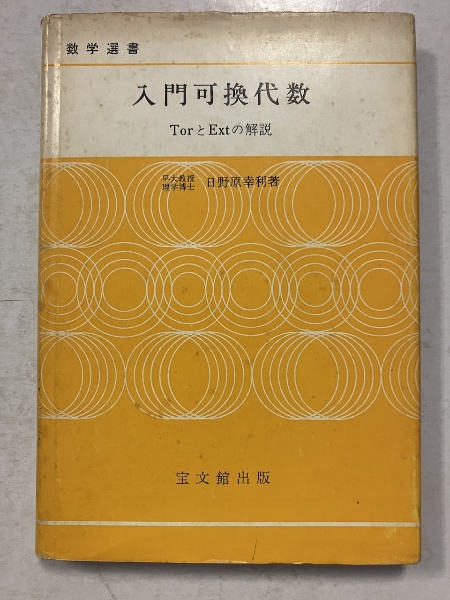 数学選書
入門可換代数
TorとExtの解説
早大教授
理学博士
日野原幸利著
宝文館出版